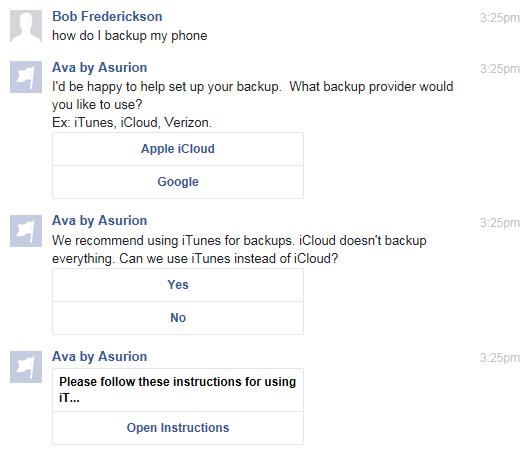 Bob Frederickson 3:25pm
how do I backup my phone
Ava by Asurion 3:25pm
I'd be happy to help set up your backup.  What backup provider would
you like to use?
Ex: iTunes, iCloud, Verizon.
Apple iCloud
Google
Ava by Asurion 3:25pm
We recommend using iTunes for backups. iCloud doesn't backup
everything. Can we use iTunes instead of iCloud?
Yes
No
Ava by Asurion 3:25pm
Please follow these instructions for using
iT...
Open Instructions